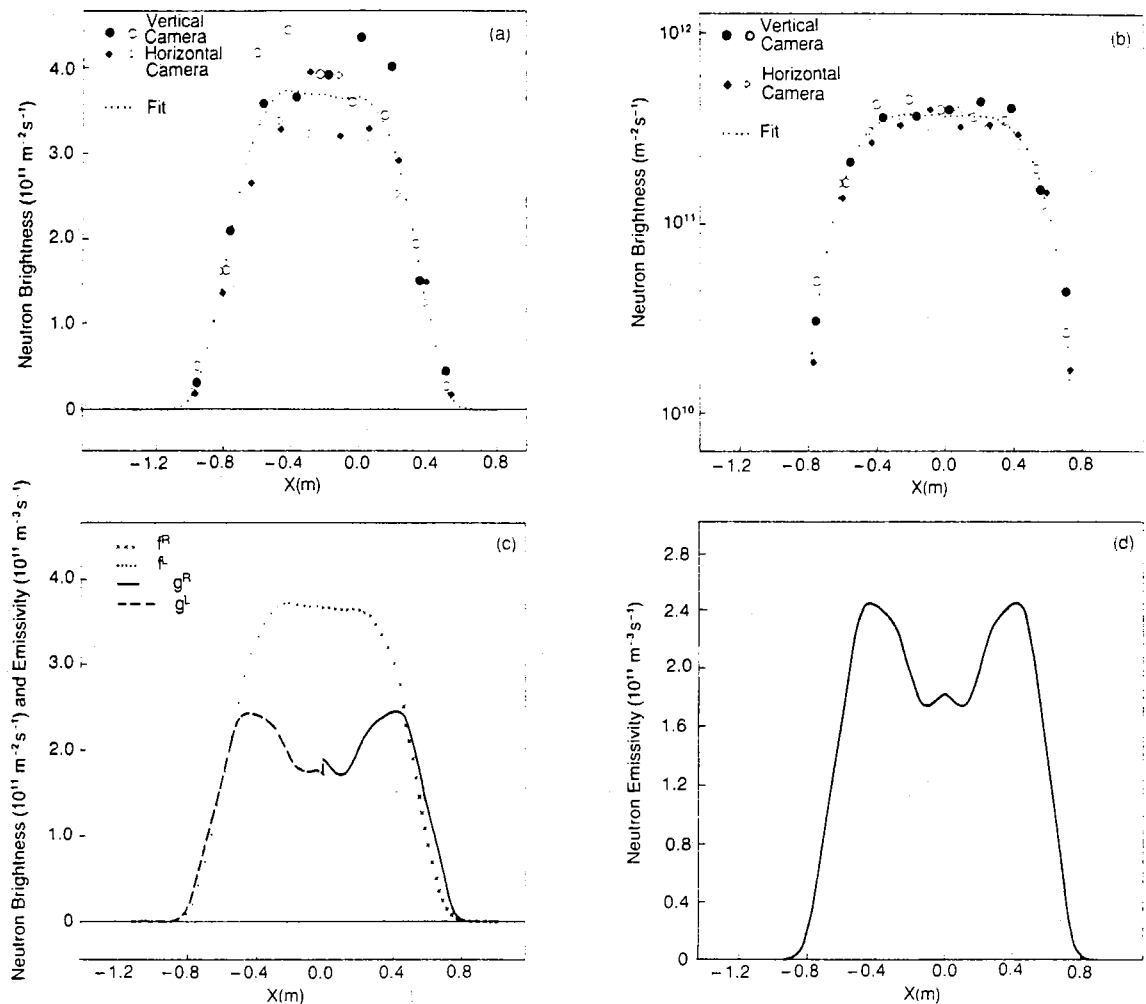 (a)
Vertical
Camera
Horizontal
Camera
Fit
Neutron Brightness (10¹¹ m⁻²s⁻¹)
4.0
3.0
2.0
1.0
0
−1.2 −0.8 −0.4 0.0 0.4 0.8
X(m)
(b)
Vertical
Camera
Horizontal
Camera
Fit
Neutron Brightness (m⁻²s⁻¹)
10¹²
10¹¹
10¹⁰
−1.2 −0.8 −0.4 0.0 0.4 0.8
X(m)
(c)
fᴿ
fᴸ
gᴿ
gᴸ
Neutron Brightness (10¹¹ m⁻²s⁻¹) and Emissivity (10¹¹ m⁻³s⁻¹)
4.0
3.0
2.0
1.0
0
−1.2 −0.8 −0.4 0.0 0.4 0.8
X(m)
(d)
Neutron Emissivity (10¹¹ m⁻³s⁻¹)
2.8
2.4
2.0
1.6
1.2
0.8
0.4
0
−1.2 −0.8 −0.4 0.0 0.4 0.8
X(m)